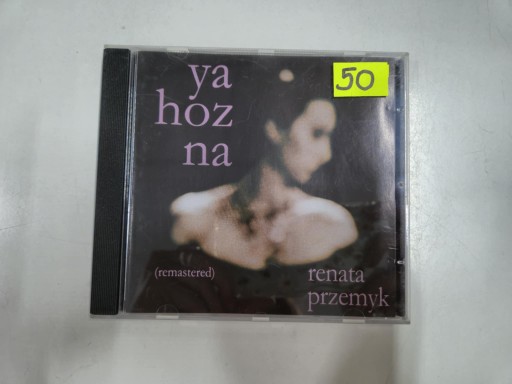 ya
hoz
na
50
(remastered)
renata
przemyk